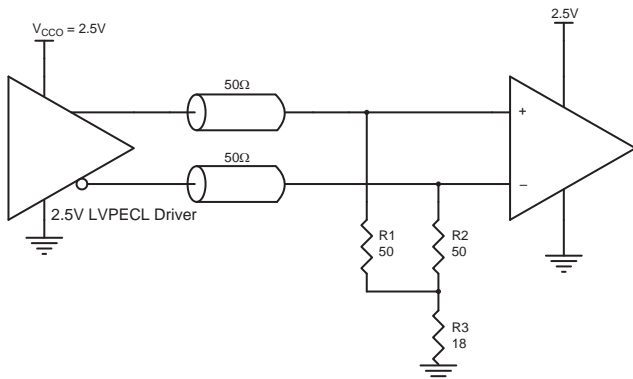 V_CCO = 2.5V
2.5V
50Ω
+
50Ω
−
2.5V LVPECL Driver
R1
50
R2
50
R3
18